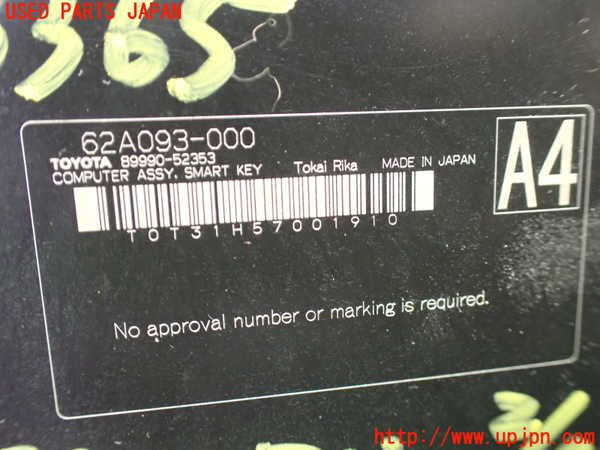 USED PARTS JAPAN
5365
62A093-000
TOYOTA 89990-52353
COMPUTER ASSY, SMART KEY Tokai Rika MADE IN JAPAN
A4
T0T31H57001910
No approval number or marking is required.
http://www.upjpn.com/